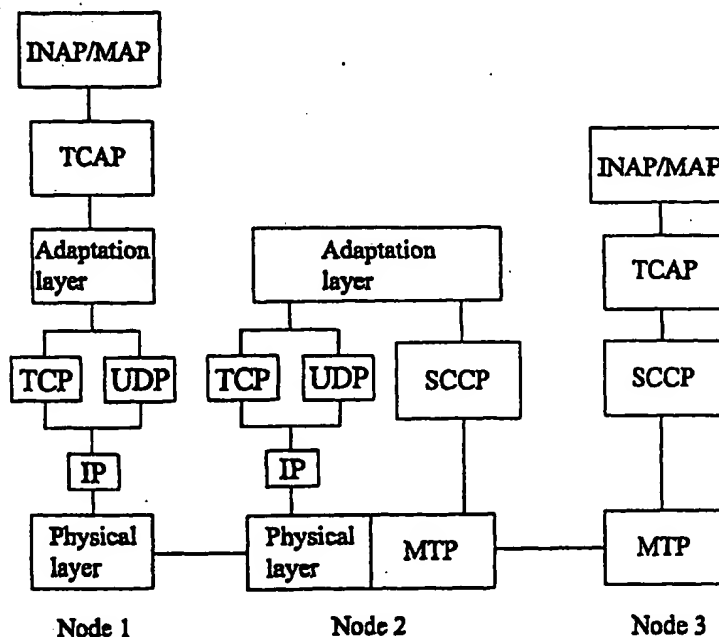 INAP/MAP
TCAP
Adaptation
layer
TCP
UDP
IP
Physical
layer
Node 1
Adaptation
layer
TCP
UDP
SCCP
IP
Physical
layer
MTP
Node 2
INAP/MAP
TCAP
SCCP
MTP
Node 3